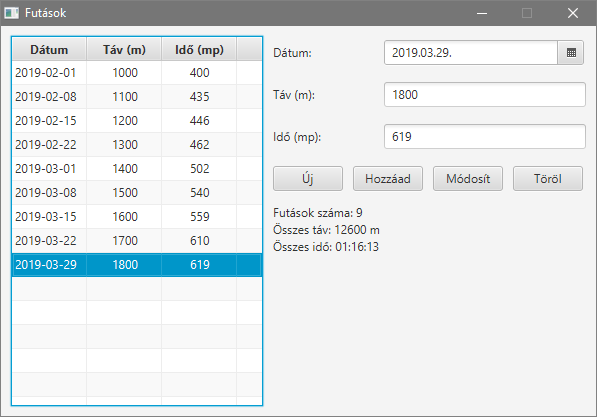 Futások
Dátum Táv (m) Idő (mp)
2019-02-01 1000 400
2019-02-08 1100 435
2019-02-15 1200 446
2019-02-22 1300 462
2019-03-01 1400 502
2019-03-08 1500 540
2019-03-15 1600 559
2019-03-22 1700 610
2019-03-29 1800 619
Dátum: 2019.03.29.
Táv (m): 1800
Idő (mp): 619
Új Hozzáad Módosít Töröl
Futások száma: 9
Összes táv: 12600 m
Összes idő: 01:16:13